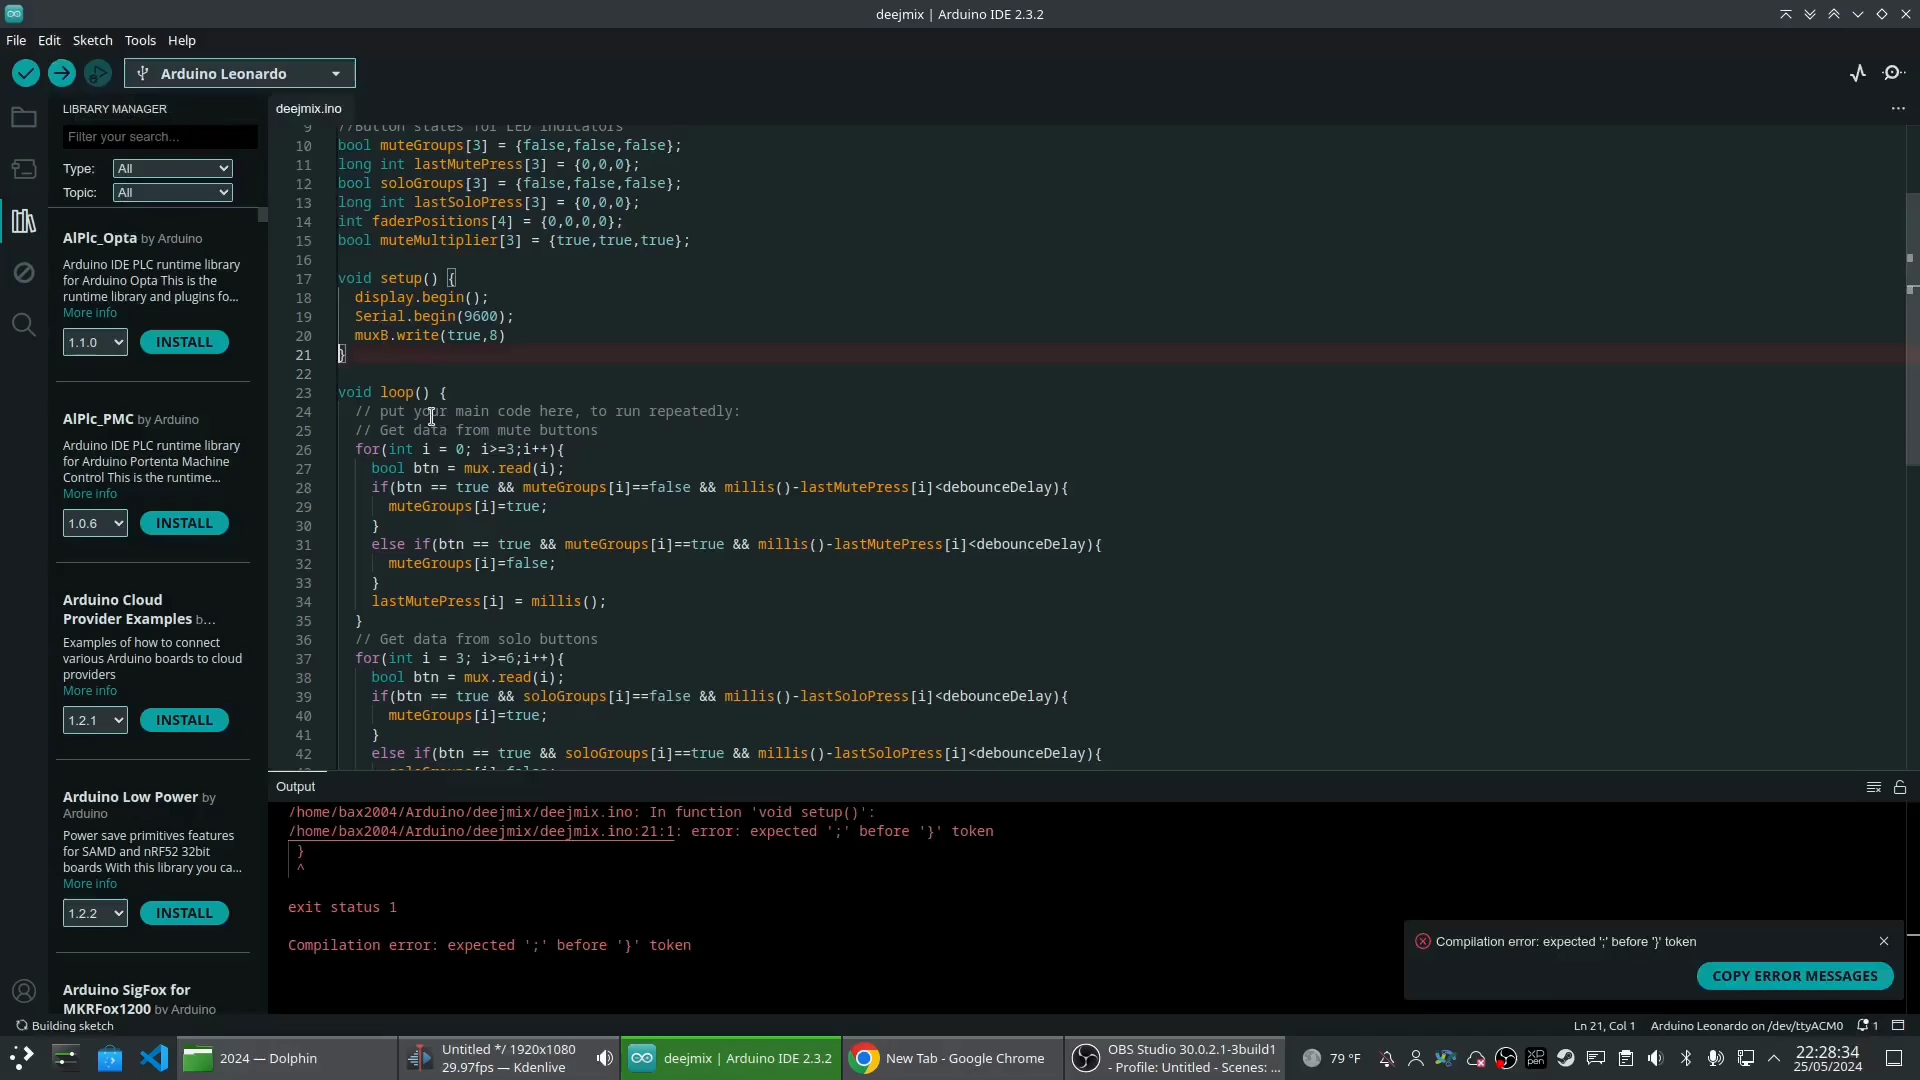 deejmix | Arduino IDE 2.3.2
File Edit Sketch Tools Help
Arduino Leonardo
LIBRARY MANAGER
Filter your search...
Type: All
Topic: All
AlPlc_Opta by Arduino
Arduino IDE PLC runtime library
for Arduino Opta This is the
runtime library and plugins fo...
More info
1.1.0 INSTALL
AlPlc_PMC by Arduino
Arduino IDE PLC runtime library
for Arduino Portenta Machine
Control This is the runtime...
More info
1.0.6 INSTALL
Arduino Cloud
Provider Examples b...
Examples of how to connect
various Arduino boards to cloud
providers
More info
1.2.1 INSTALL
Arduino Low Power by
Arduino
Power save primitives features
for SAMD and nRF52 32bit
boards With this library you ca...
More info
1.2.2 INSTALL
Arduino SigFox for
MKRFox1200 by Arduino
deejmix.ino
9 //Button states for LED indicators
10 bool muteGroups[3] = {false,false,false};
11 long int lastMutePress[3] = {0,0,0};
12 bool soloGroups[3] = {false,false,false};
13 long int lastSoloPress[3] = {0,0,0};
14 int faderPositions[4] = {0,0,0,0};
15 bool muteMultiplier[3] = {true,true,true};
16
17 void setup() {
18 display.begin();
19 Serial.begin(9600);
20 muxB.write(true,8)
21 }
22
23 void loop() {
24 // put your main code here, to run repeatedly:
25 // Get data from mute buttons
26 for(int i = 0; i>=3;i++){
27 bool btn = mux.read(i);
28 if(btn == true && muteGroups[i]==false && millis()-lastMutePress[i]<debounceDelay){
29 muteGroups[i]=true;
30 }
31 else if(btn == true && muteGroups[i]==true && millis()-lastMutePress[i]<debounceDelay){
32 muteGroups[i]=false;
33 }
34 lastMutePress[i] = millis();
35 }
36 // Get data from solo buttons
37 for(int i = 3; i>=6;i++){
38 bool btn = mux.read(i);
39 if(btn == true && soloGroups[i]==false && millis()-lastSoloPress[i]<debounceDelay){
40 muteGroups[i]=true;
41 }
42 else if(btn == true && soloGroups[i]==true && millis()-lastSoloPress[i]<debounceDelay){
Output
/home/bax2004/Arduino/deejmix/deejmix.ino: In function 'void setup()':
/home/bax2004/Arduino/deejmix/deejmix.ino:21:1: error: expected ';' before '}' token
}
^
exit status 1
Compilation error: expected ';' before '}' token
Compilation error: expected ';' before '}' token
COPY ERROR MESSAGES
Building sketch
Ln 21, Col 1 Arduino Leonardo on /dev/ttyACM0 1
2024 — Dolphin
Untitled */ 1920x1080
29.97fps — Kdenlive
deejmix | Arduino IDE 2.3.2
New Tab - Google Chrome
OBS Studio 30.0.2.1-3build1
- Profile: Untitled - Scenes: ...
79 °F
22:28:34
25/05/2024